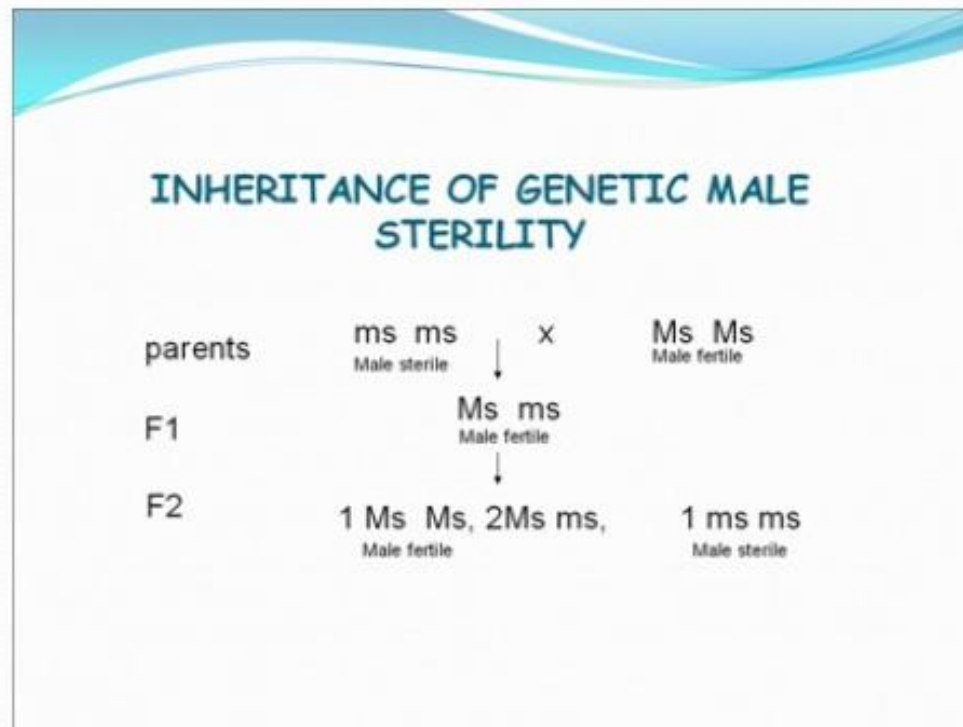 INHERITANCE OF GENETIC MALE
STERILITY
parents
ms ms x Ms Ms
Male sterile Male fertile
F1
Ms ms
Male fertile
F2
1 Ms Ms, 2Ms ms, 1 ms ms
Male fertile Male sterile